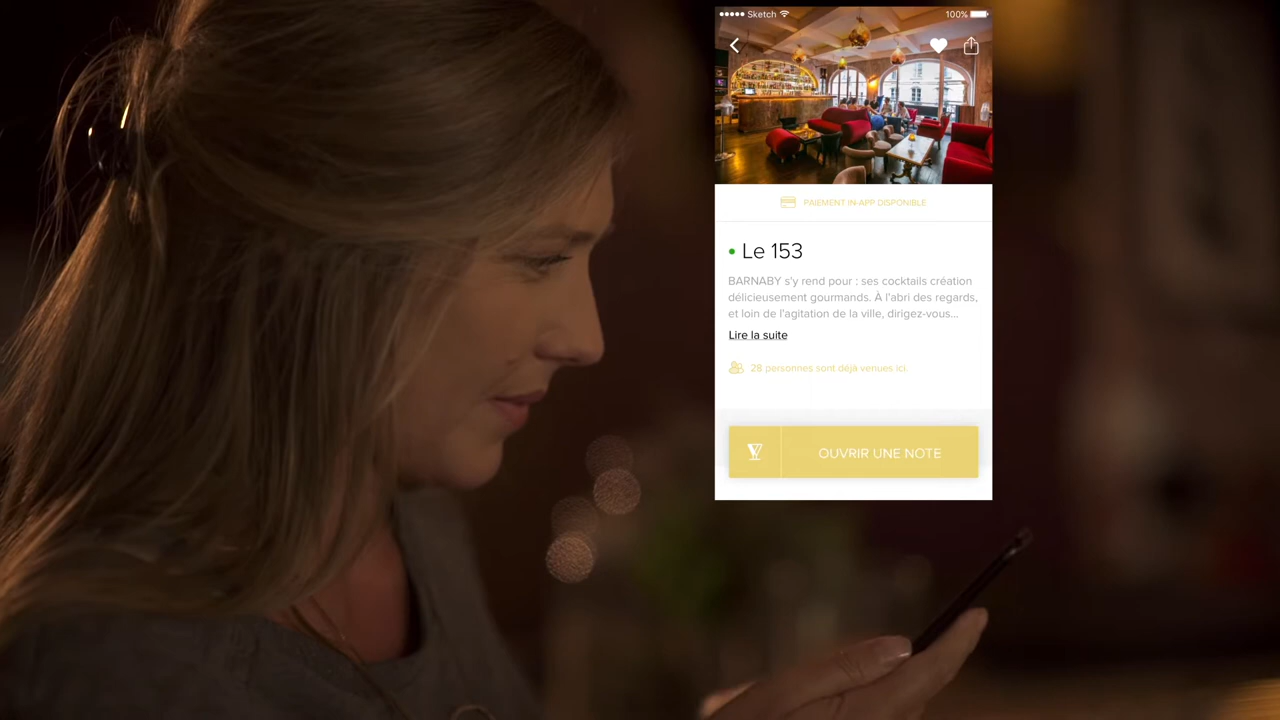 Sketch 100%
PAIEMENT IN-APP DISPONIBLE
Le 153
BARNABY s'y rend pour : ses cocktails création
délicieusement gourmands. À l'abri des regards,
et loin de l'agitation de la ville, dirigez-vous...
Lire la suite
28 personnes sont déjà venues ici.
OUVRIR UNE NOTE